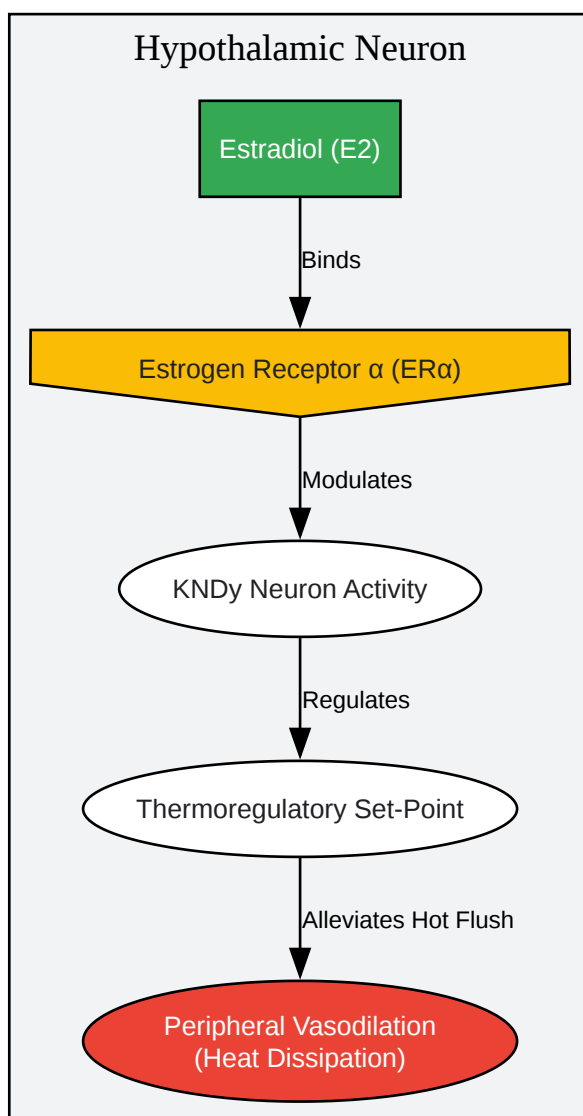 Hypothalamic Neuron
Estradiol (E2)
Binds
Estrogen Receptor α (ERα)
Modulates
KNDy Neuron Activity
Regulates
Thermoregulatory Set-Point
Alleviates Hot Flush
Peripheral Vasodilation
(Heat Dissipation)